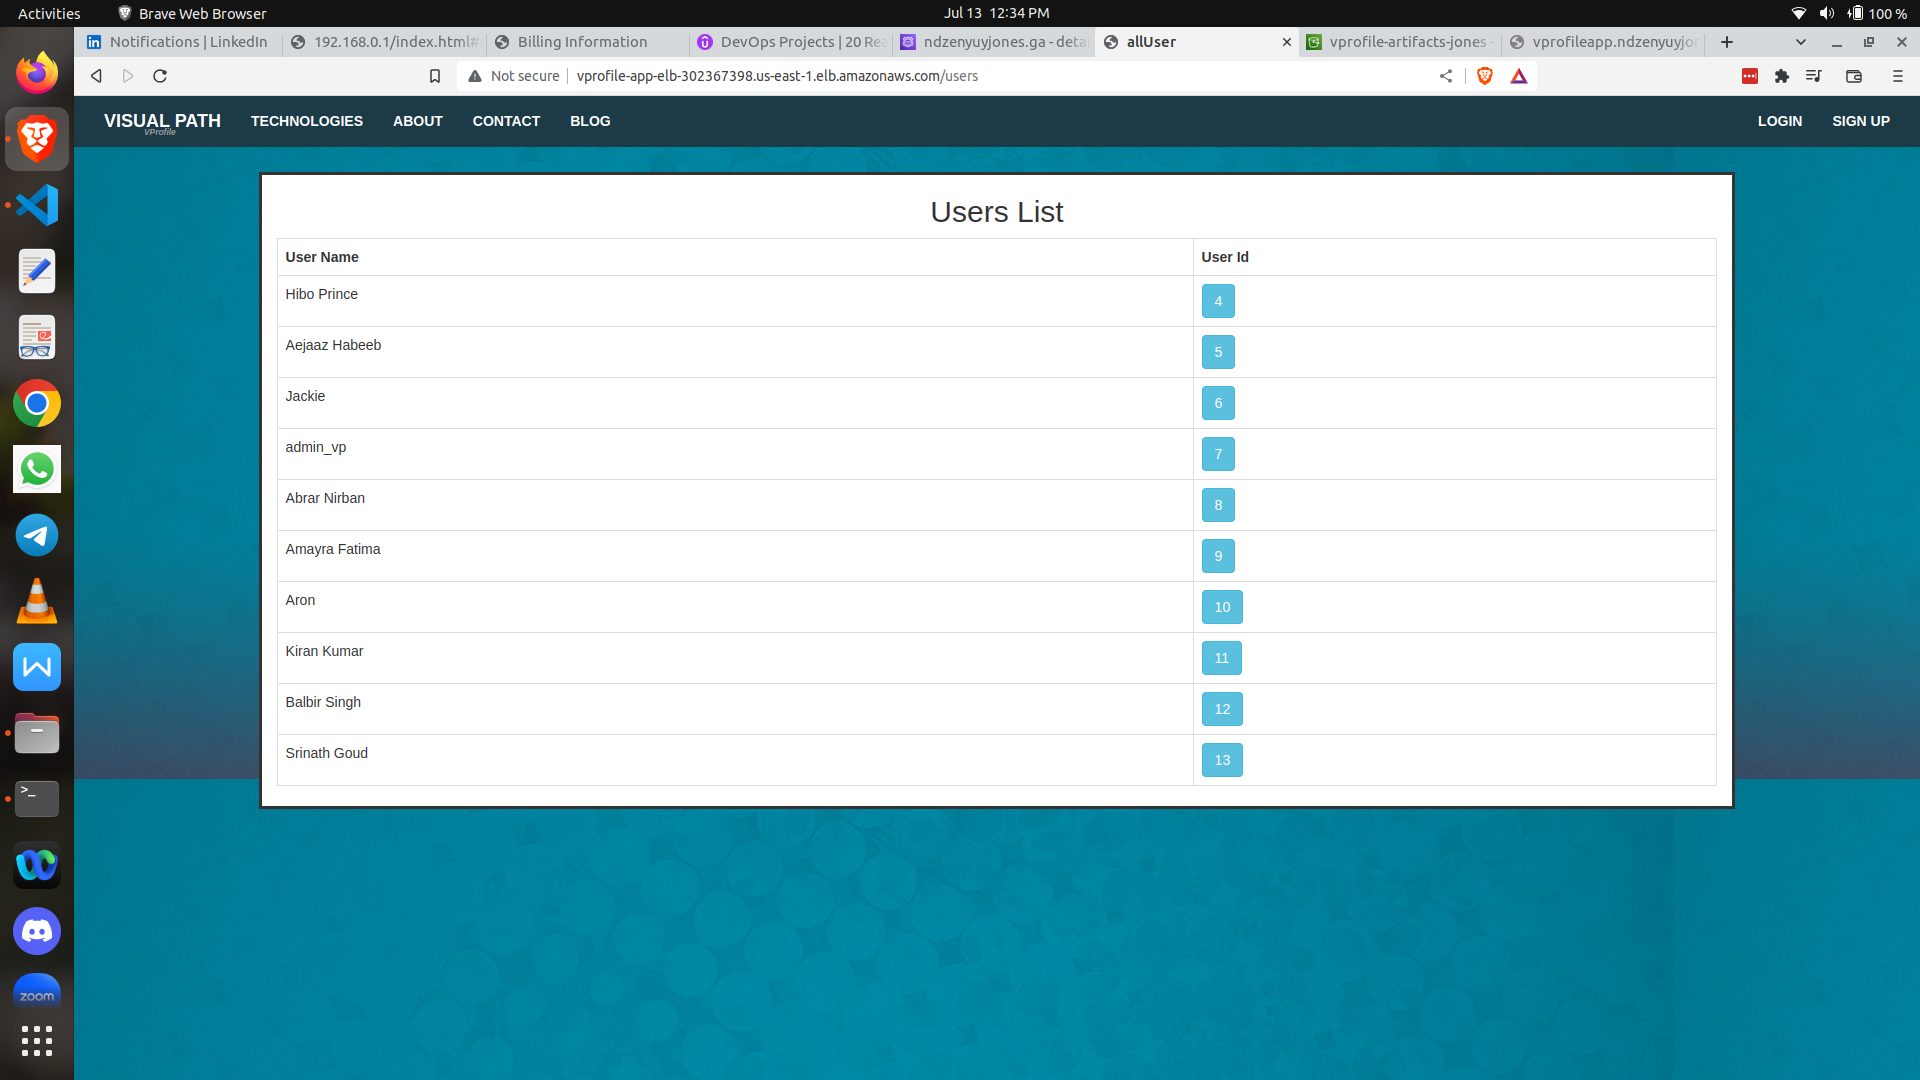 Activities
Brave Web Browser
Jul 13 12:34 PM
100 %
Notifications | LinkedIn
192.168.0.1/index.html#
Billing Information
DevOps Projects | 20 Rea
ndzenyuyjones.ga - detai
allUser
vprofile-artifacts-jones -
vprofileapp.ndzenyuyjon
Not secure
vprofile-app-elb-302367398.us-east-1.elb.amazonaws.com/users
VISUAL PATH
VProfile
TECHNOLOGIES
ABOUT
CONTACT
BLOG
LOGIN
SIGN UP
Users List
User Name User Id
Hibo Prince 4
Aejaaz Habeeb 5
Jackie 6
admin_vp 7
Abrar Nirban 8
Amayra Fatima 9
Aron 10
Kiran Kumar 11
Balbir Singh 12
Srinath Goud 13
zoom